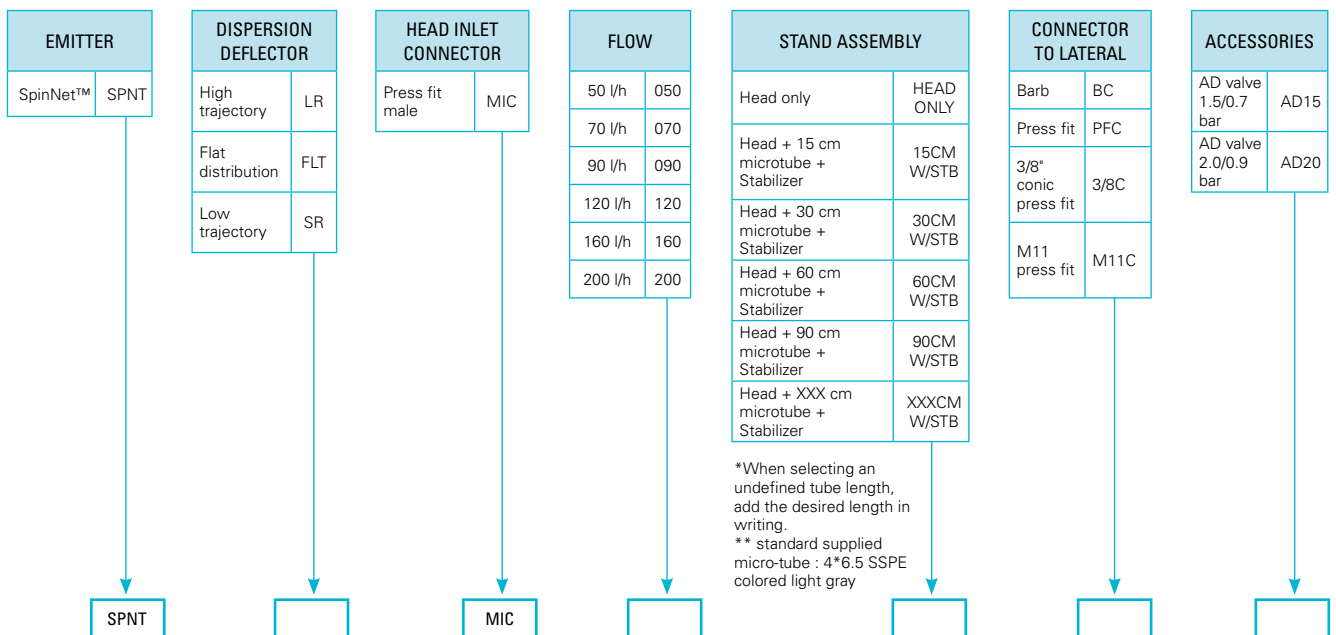 EMITTER
SpinNet™ SPNT
DISPERSION
DEFLECTOR
High
trajectory LR
Flat
distribution FLT
Low
trajectory SR
HEAD INLET
CONNECTOR
Press fit
male MIC
FLOW
50 l/h 050
70 l/h 070
90 l/h 090
120 l/h 120
160 l/h 160
200 l/h 200
STAND ASSEMBLY
Head only HEAD
ONLY
Head + 15 cm
microtube + 15CM
Stabilizer W/STB
Head + 30 cm
microtube + 30CM
Stabilizer W/STB
Head + 60 cm
microtube + 60CM
Stabilizer W/STB
Head + 90 cm
microtube + 90CM
Stabilizer W/STB
Head + XXX cm
microtube + XXXCM
Stabilizer W/STB
*When selecting an
undefined tube length,
add the desired length in
writing.
** standard supplied
micro-tube : 4*6.5 SSPE
colored light gray
CONNECTOR
TO LATERAL
Barb BC
Press fit PFC
3/8"
conic 3/8C
press fit
M11
press fit M11C
ACCESSORIES
AD valve
1.5/0.7 AD15
bar
AD valve
2.0/0.9 AD20
bar
SPNT MIC